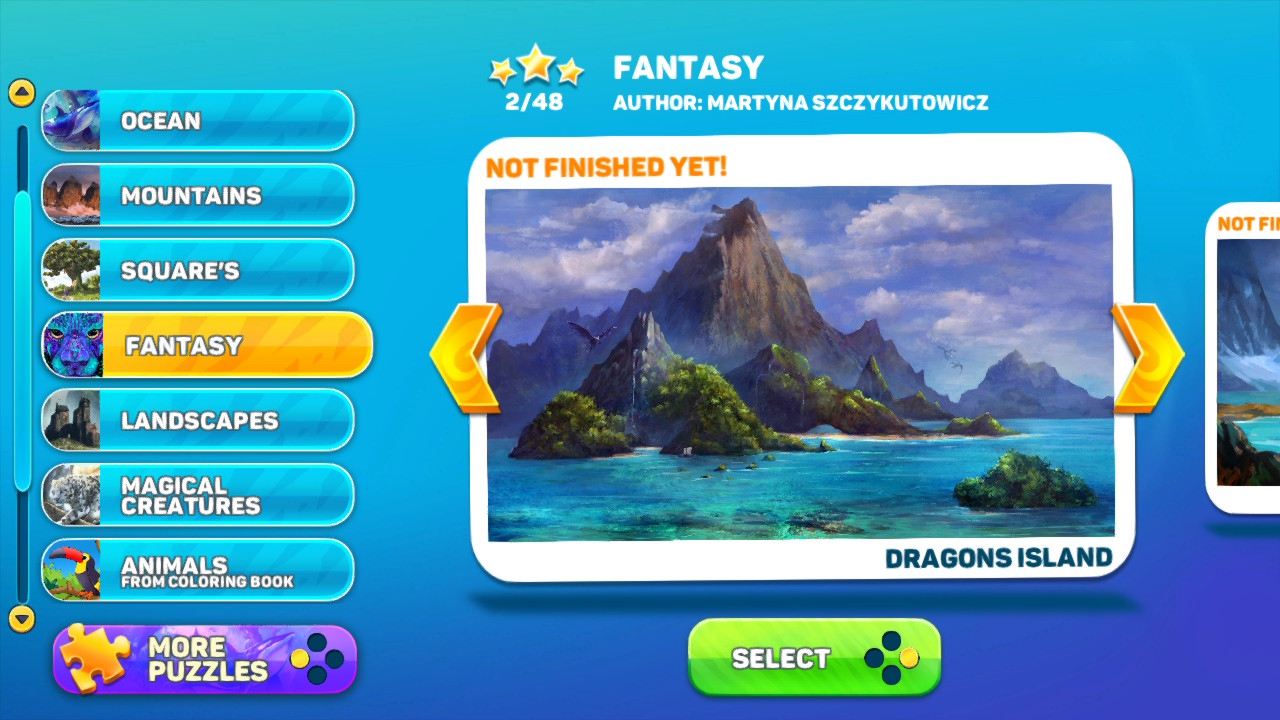 OCEAN
MOUNTAINS
SQUARE'S
FANTASY
LANDSCAPES
MAGICAL
CREATURES
ANIMALS
FROM COLORING BOOK
MORE
PUZZLES
2/48
FANTASY
AUTHOR: MARTYNA SZCZYKUTOWICZ
NOT FINISHED YET!
DRAGONS ISLAND
SELECT
NOT